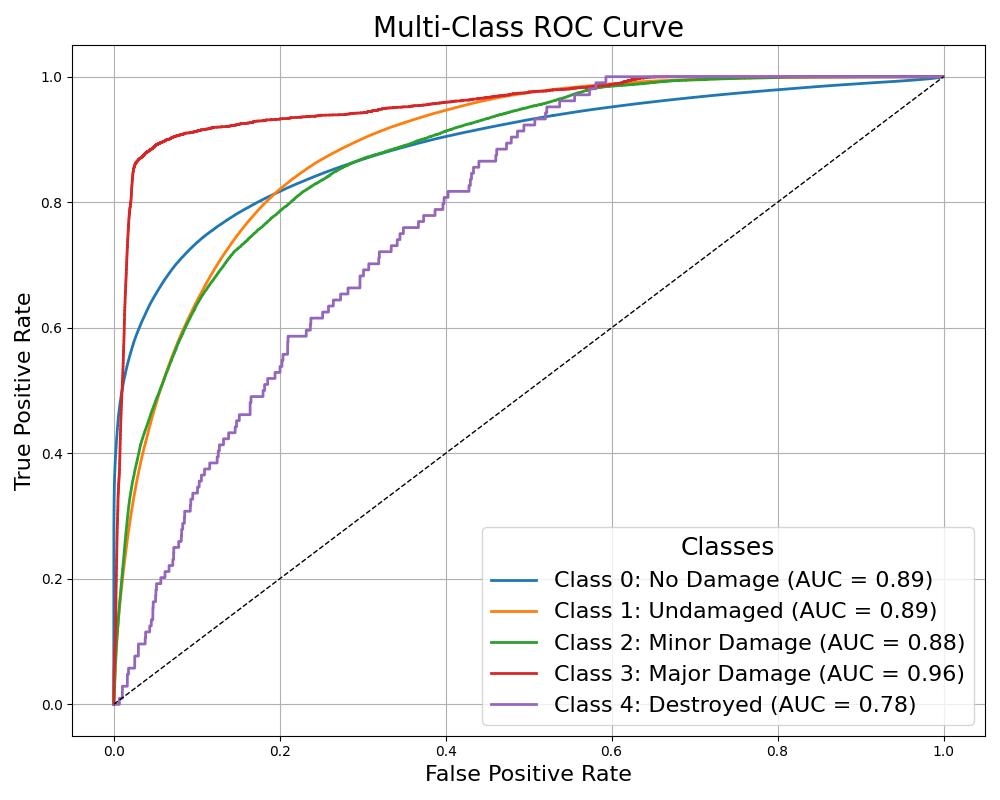 Multi-Class ROC Curve
True Positive Rate
1.0
0.8
0.6
0.4
0.2
0.0
Classes
Class 0: No Damage (AUC = 0.89)
Class 1: Undamaged (AUC = 0.89)
Class 2: Minor Damage (AUC = 0.88)
Class 3: Major Damage (AUC = 0.96)
Class 4: Destroyed (AUC = 0.78)
0.0 0.2 0.4 0.6 0.8 1.0
False Positive Rate